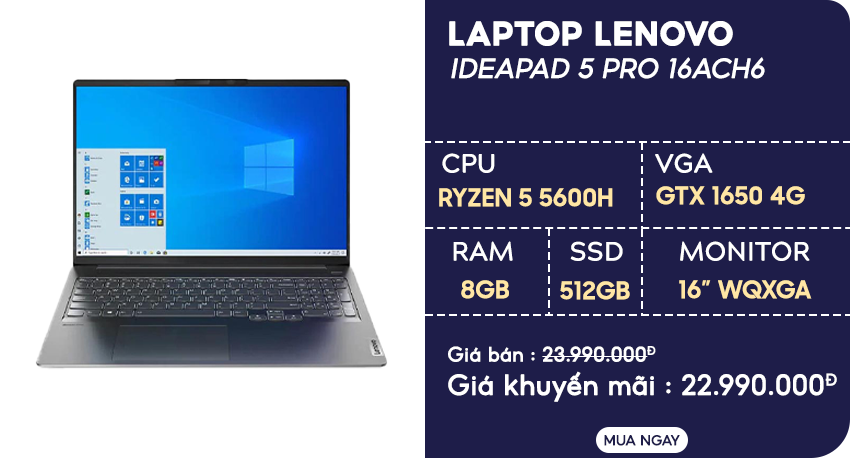 LAPTOP LENOVO
IDEAPAD 5 PRO 16ACH6
CPU
RYZEN 5 5600H
VGA
GTX 1650 4G
RAM
8GB
SSD
512GB
MONITOR
16” WQXGA
Giá bán : 23.990.000Đ
Giá khuyến mãi : 22.990.000Đ
MUA NGAY
Lenovo